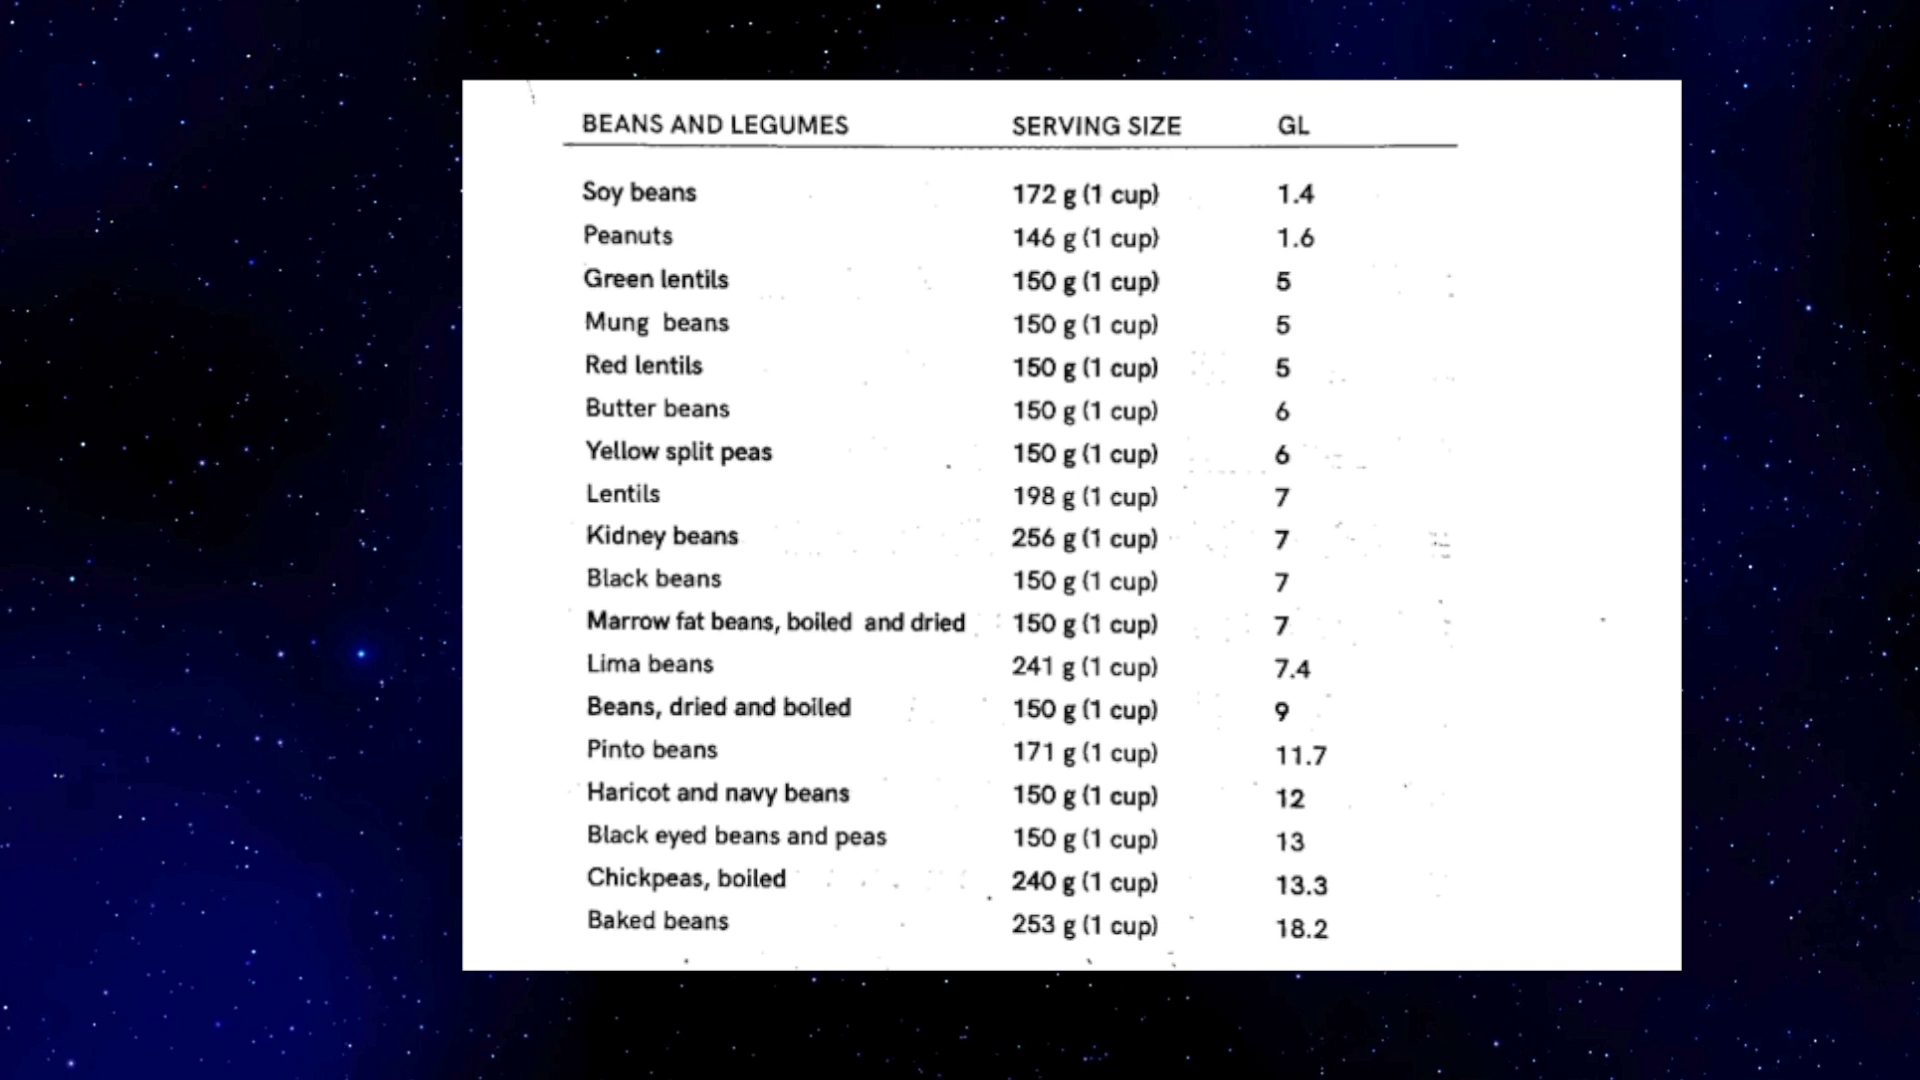 BEANS AND LEGUMES SERVING SIZE GL
Soy beans 172 g (1 cup) 1.4
Peanuts 146 g (1 cup) 1.6
Green lentils 150 g (1 cup) 5
Mung beans 150 g (1 cup) 5
Red lentils 150 g (1 cup) 5
Butter beans 150 g (1 cup) 6
Yellow split peas 150 g (1 cup) 6
Lentils 198 g (1 cup) 7
Kidney beans 256 g (1 cup) 7
Black beans 150 g (1 cup) 7
Marrow fat beans, boiled and dried 150 g (1 cup) 7
Lima beans 241 g (1 cup) 7.4
Beans, dried and boiled 150 g (1 cup) 9
Pinto beans 171 g (1 cup) 11.7
Haricot and navy beans 150 g (1 cup) 12
Black eyed beans and peas 150 g (1 cup) 13
Chickpeas, boiled 240 g (1 cup) 13.3
Baked beans 253 g (1 cup) 18.2